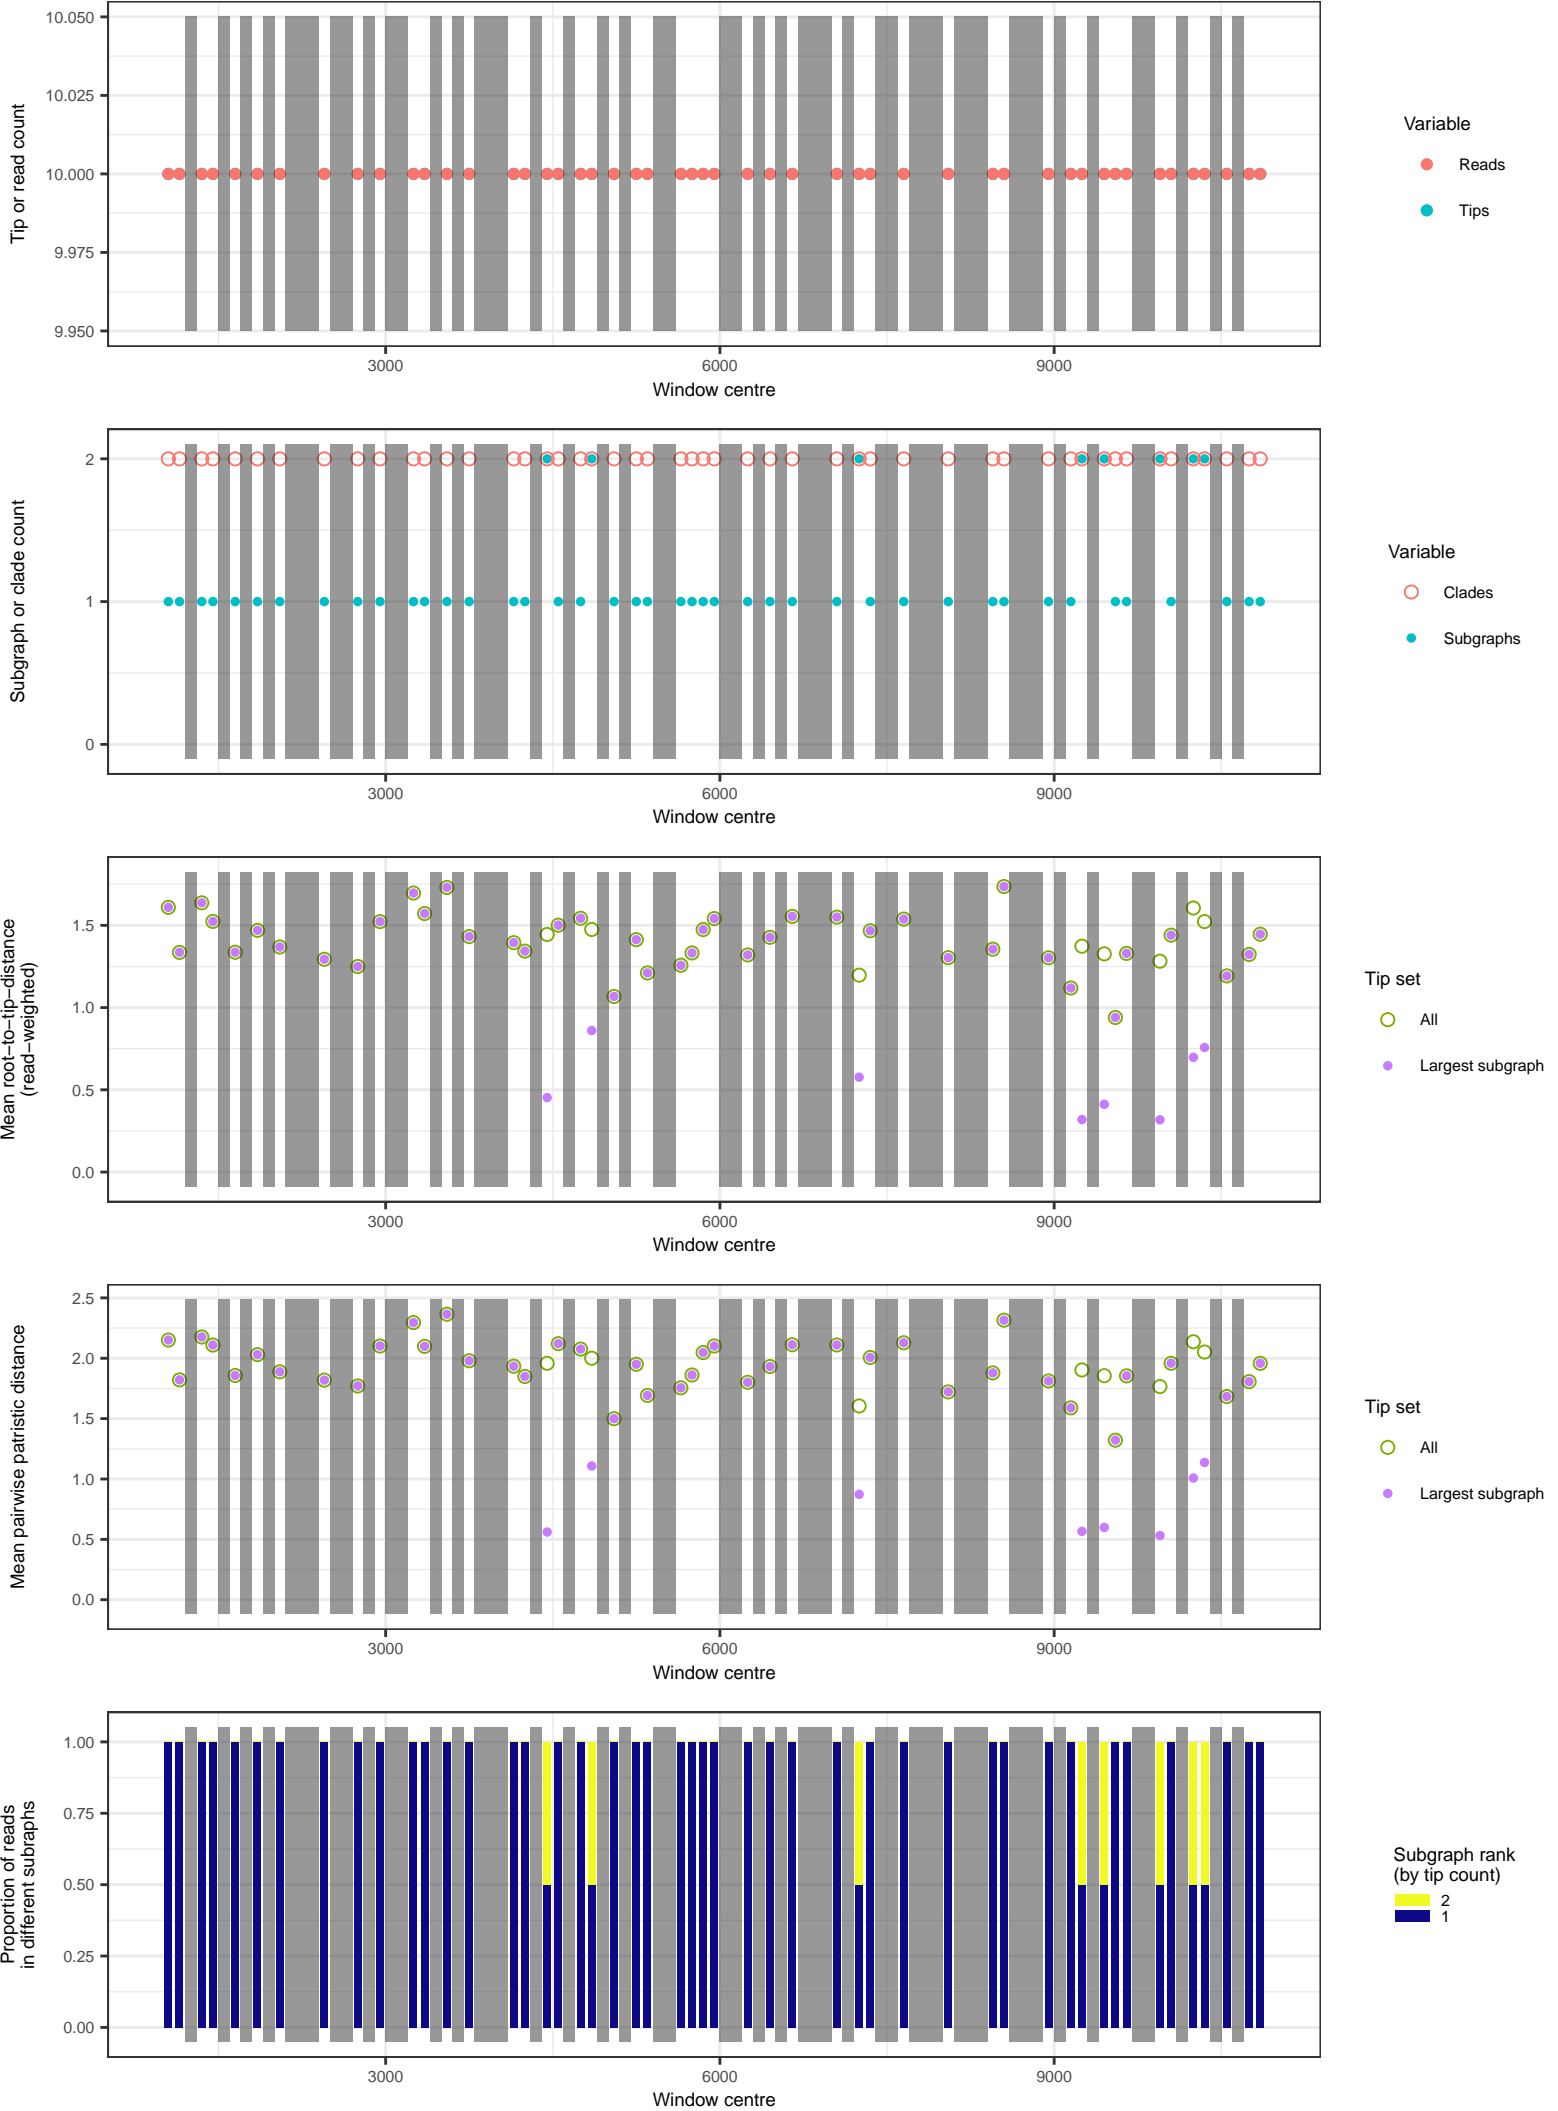 10.050
10.025
10.000
9.975
9.950
Tip or read count
3000
6000
9000
Window centre
Variable
Reads
Tips
2
1
0
Subgraph or clade count
3000
6000
9000
Window centre
Variable
Clades
Subgraphs
1.5
1.0
0.5
0.0
Mean root−to−tip−distance
(read−weighted)
3000
6000
9000
Window centre
Tip set
All
Largest subgraph
2.5
2.0
1.5
1.0
0.5
0.0
Mean pairwise patristic distance
3000
6000
9000
Window centre
Tip set
All
Largest subgraph
1.00
0.75
0.50
0.25
0.00
Proportion of reads
in different subraphs
3000
6000
9000
Window centre
Subgraph rank
(by tip count)
2
1